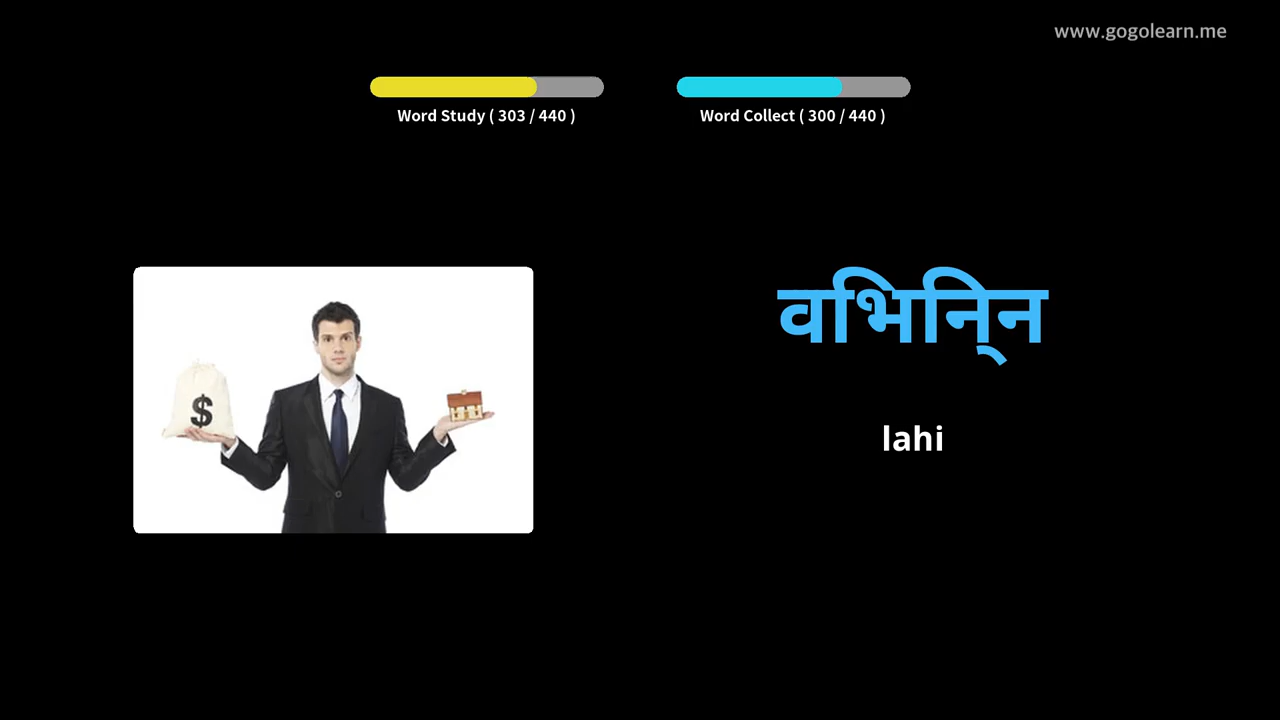 www.gogolearn.me
Word Study ( 303 / 440 )
Word Collect ( 300 / 440 )
वभिनि्न
lahi
$